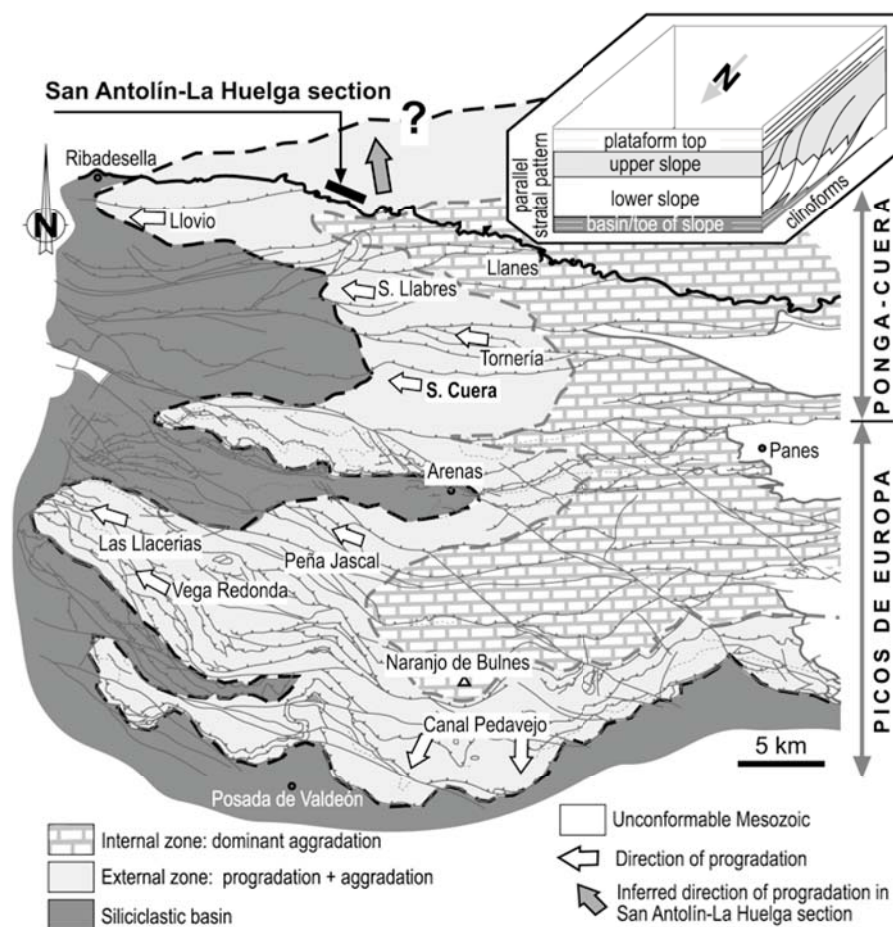 San Antolín-La Huelga section
?
Ribadesella
N
Llovio
S. Llabres
Llanes
Tornería
S. Cuera
Arenas
Panes
Las Llacerias
Peña Jascal
Vega Redonda
Naranjo de Bulnes
Canal Pedavejo
Posada de Valdeón
5 km
N
parallel
stratal pattern
plataform top
upper slope
lower slope
basin/toe of slope
clinoforms
PONGA-CUERA
PICOS DE EUROPA
Internal zone: dominant aggradation
External zone: progradation + aggradation
Siliciclastic basin
Unconformable Mesozoic
Direction of progradation
Inferred direction of progradation in
San Antolín-La Huelga section